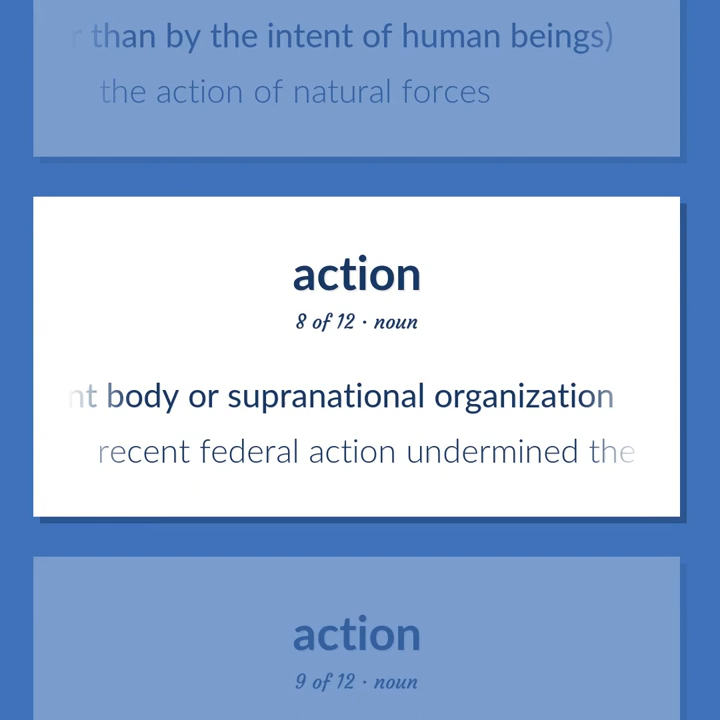 than by the intent of human beings)
the action of natural forces
action
8 of 12 · noun
nt body or supranational organization
recent federal action undermined the
action
9 of 12 · noun